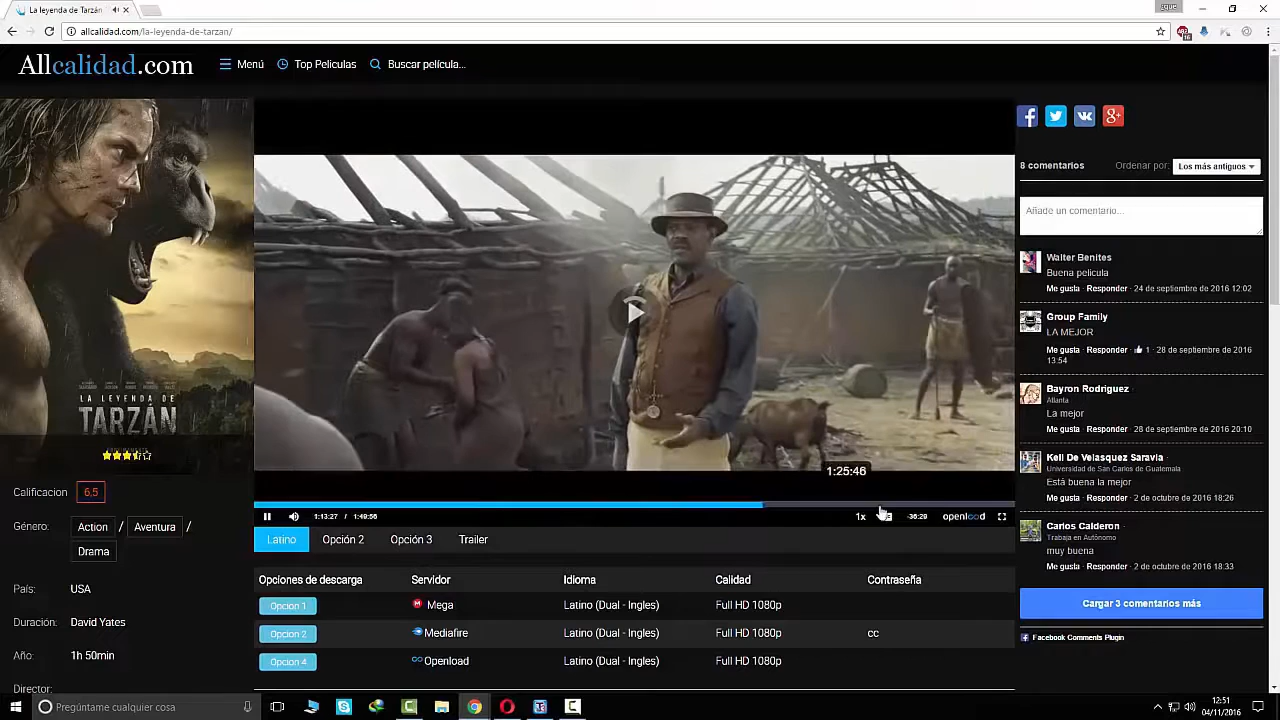 La leyenda de Tarzán
allcalidad.com/la-leyenda-de-tarzan/
Allcalidad.com
Menú
Top Peliculas
Buscar película...
LA LEYENDA DE
TARZÁN
Calificacion
6,5
Género:
Action / Aventura /
Drama
País:
USA
Duración:
David Yates
Año:
1h 50min
Director:
1:25:46
1:13:27 / 1:49:56
1x
-36:29
openload
Latino
Opción 2
Opción 3
Trailer
Opciones de descarga Servidor Idioma Calidad Contraseña
Opcion 1 Mega Latino (Dual - Ingles) Full HD 1080p
Opcion 2 Mediafire Latino (Dual - Ingles) Full HD 1080p cc
Opcion 4 Openload Latino (Dual - Ingles) Full HD 1080p
8 comentarios
Ordenar por: Los más antiguos
Añade un comentario...
Walter Benites
Buena pelicula
Me gusta · Responder · 24 de septiembre de 2016 12:02
Group Family
LA MEJOR
Me gusta · Responder · 1 · 28 de septiembre de 2016
13:54
Bayron Rodriguez
Atlanta
La mejor
Me gusta · Responder · 28 de septiembre de 2016 20:10
Keli De Velasquez Saravia
Universidad de San Carlos de Guatemala
Está buena la mejor
Me gusta · Responder · 2 de octubre de 2016 18:26
Carlos Calderon
Trabaja en Autónomo
muy buena
Me gusta · Responder · 2 de octubre de 2016 18:33
Cargar 3 comentarios más
Facebook Comments Plugin
Pregúntame cualquier cosa
12:51
04/11/2016